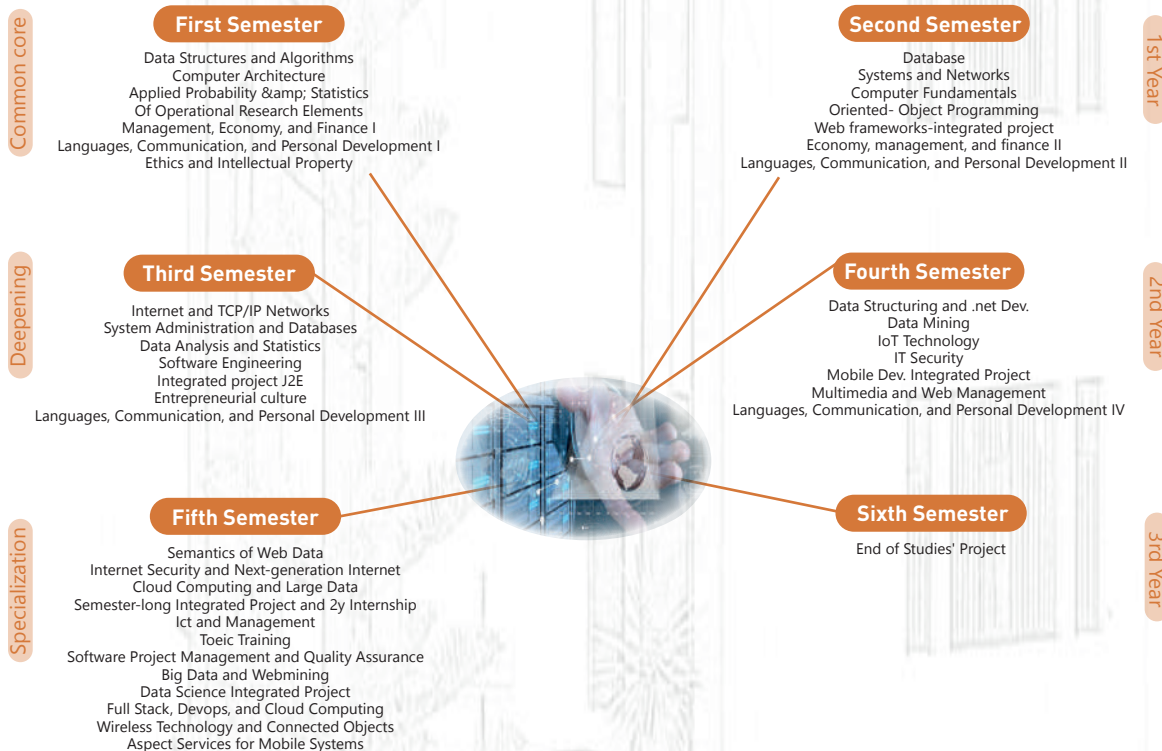 Common core
First Semester
Data Structures and Algorithms
Computer Architecture
Applied Probability &amp; Statistics
Of Operational Research Elements
Management, Economy, and Finance I
Languages, Communication, and Personal Development I
Ethics and Intellectual Property
Second Semester
Database
Systems and Networks
Computer Fundamentals
Oriented- Object Programming
Web frameworks-integrated project
Economy, management, and finance II
Languages, Communication, and Personal Development II
1st Year
Deepening
Third Semester
Internet and TCP/IP Networks
System Administration and Databases
Data Analysis and Statistics
Software Engineering
Integrated project J2E
Entrepreneurial culture
Languages, Communication, and Personal Development III
Fourth Semester
Data Structuring and .net Dev.
Data Mining
IoT Technology
IT Security
Mobile Dev. Integrated Project
Multimedia and Web Management
Languages, Communication, and Personal Development IV
2nd Year
Specialization
Fifth Semester
Semantics of Web Data
Internet Security and Next-generation Internet
Cloud Computing and Large Data
Semester-long Integrated Project and 2y Internship
Ict and Management
Toeic Training
Software Project Management and Quality Assurance
Big Data and Webmining
Data Science Integrated Project
Full Stack, Devops, and Cloud Computing
Wireless Technology and Connected Objects
Aspect Services for Mobile Systems
Sixth Semester
End of Studies' Project
3rd Year